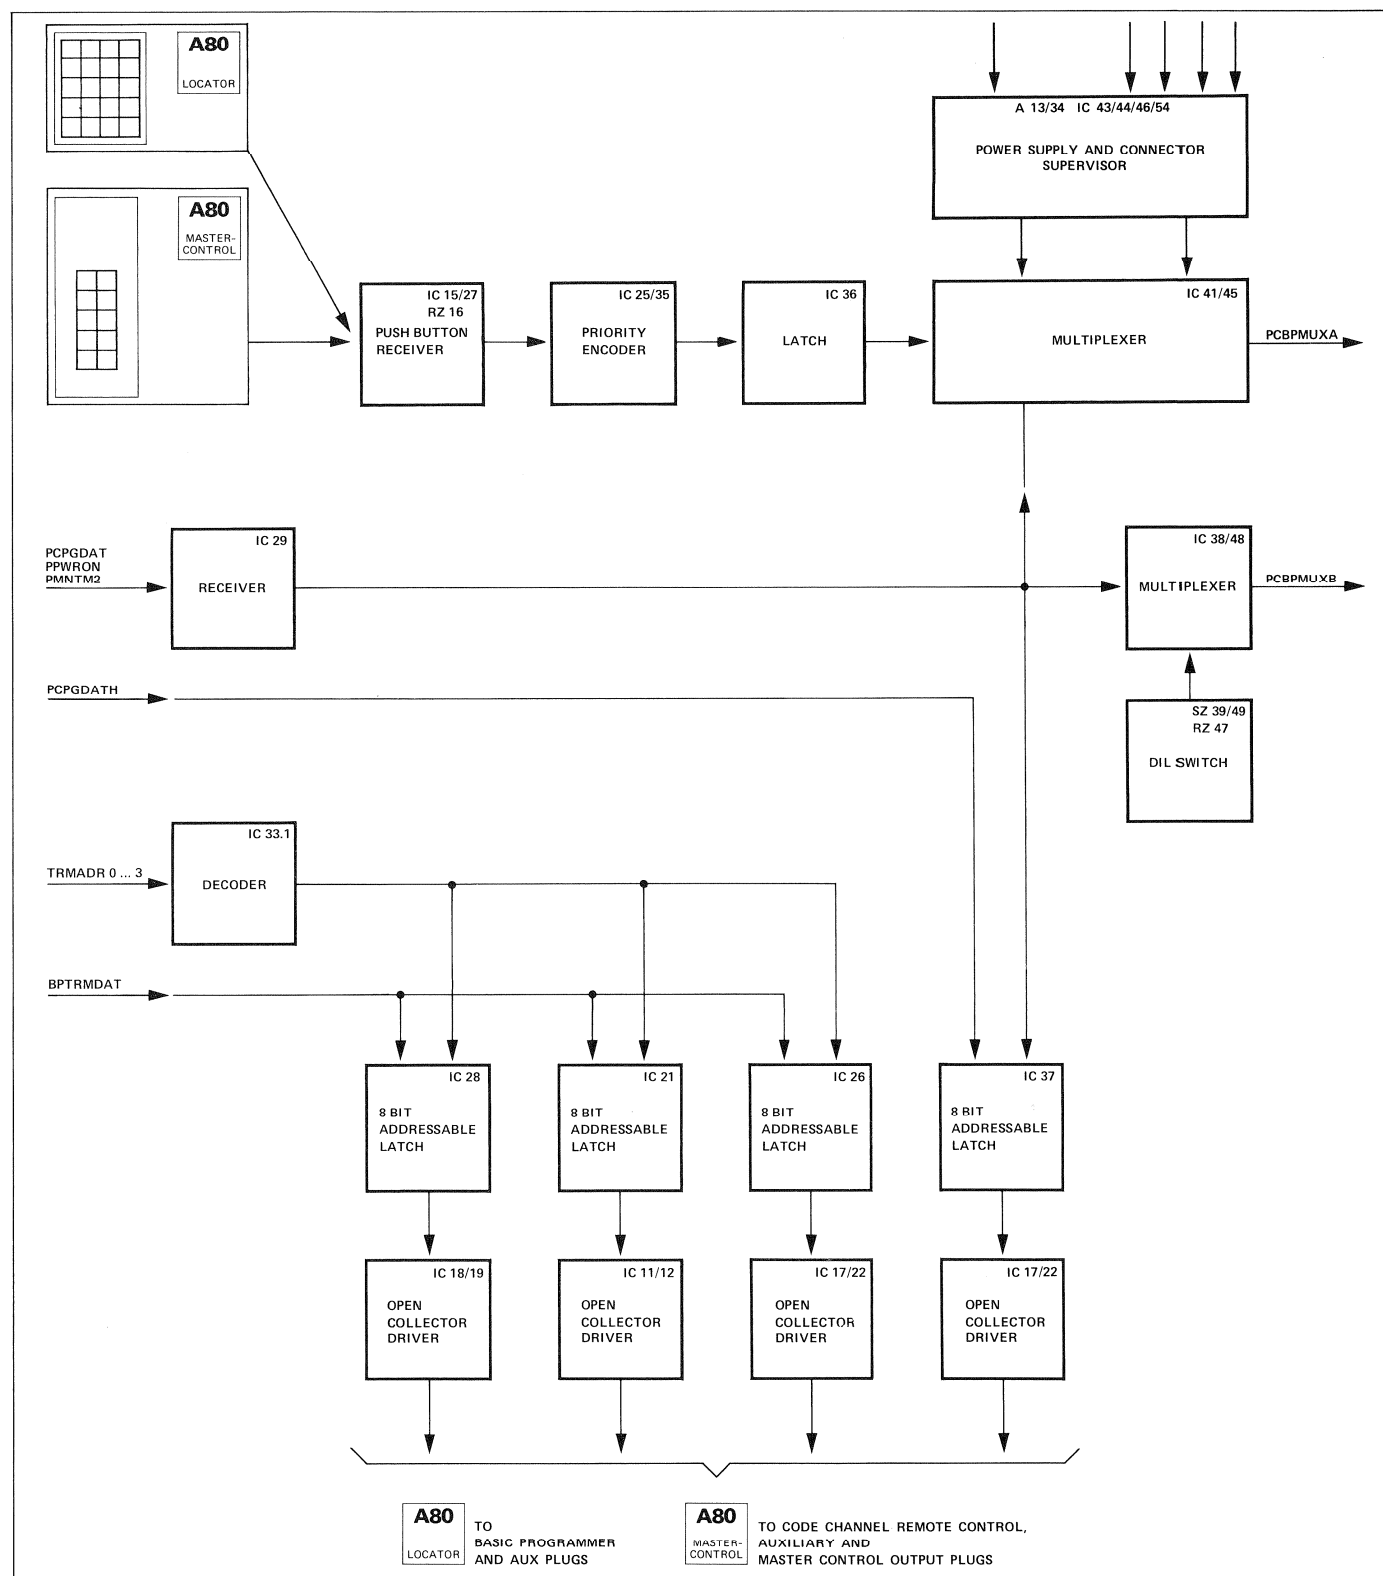 A80
LOCATOR
A80
MASTER-
CONTROL
A 13/34 IC 43/44/46/54
POWER SUPPLY AND CONNECTOR
SUPERVISOR
IC 15/27
RZ 16
PUSH BUTTON
RECEIVER
IC 25/35
PRIORITY
ENCODER
IC 36
LATCH
IC 41/45
MULTIPLEXER
PCBPMUXA
PCPGDAT
PPWRON
PMNTM2
IC 29
RECEIVER
IC 38/48
MULTIPLEXER
PCBPMUXB
PCPGDATH
SZ 39/49
RZ 47
DIL SWITCH
TRMADR 0 ... 3
IC 33.1
DECODER
BPTRMDAT
IC 28
8 BIT
ADDRESSABLE
LATCH
IC 21
8 BIT
ADDRESSABLE
LATCH
IC 26
8 BIT
ADDRESSABLE
LATCH
IC 37
8 BIT
ADDRESSABLE
LATCH
IC 18/19
OPEN
COLLECTOR
DRIVER
IC 11/12
OPEN
COLLECTOR
DRIVER
IC 17/22
OPEN
COLLECTOR
DRIVER
IC 17/22
OPEN
COLLECTOR
DRIVER
A80
LOCATOR
TO
BASIC PROGRAMMER
AND AUX PLUGS
A80
MASTER-
CONTROL
TO CODE CHANNEL REMOTE CONTROL,
AUXILIARY AND
MASTER CONTROL OUTPUT PLUGS